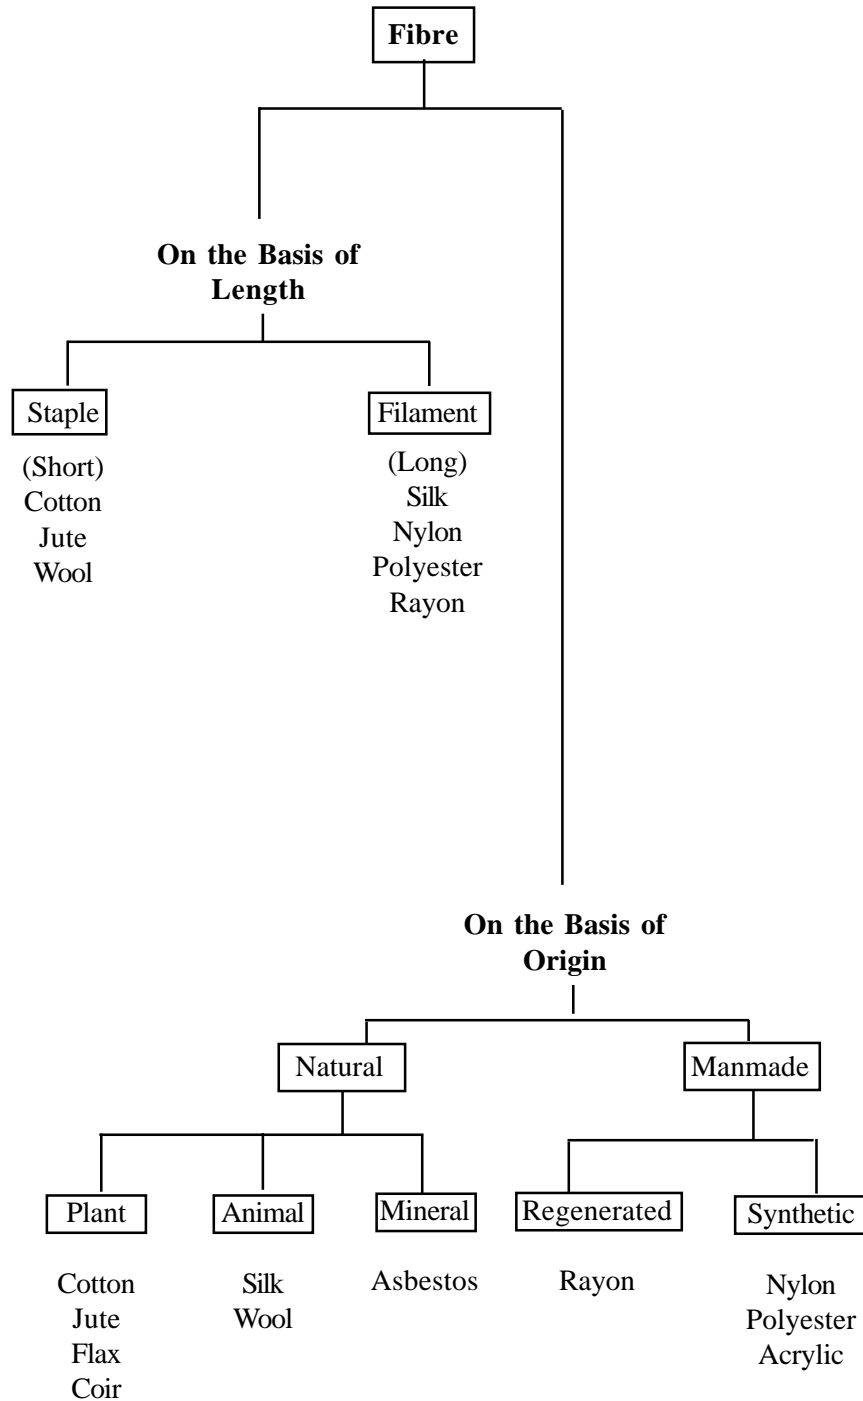 Fibre
On the Basis of
Length
Staple
(Short)
Cotton
Jute
Wool
Filament
(Long)
Silk
Nylon
Polyester
Rayon
On the Basis of
Origin
Natural
Manmade
Plant
Cotton
Jute
Flax
Coir
Animal
Silk
Wool
Mineral
Asbestos
Regenerated
Rayon
Synthetic
Nylon
Polyester
Acrylic